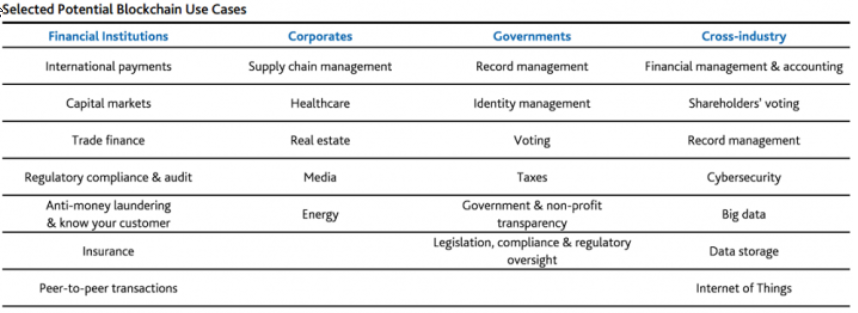 Selected Potential Blockchain Use Cases
Financial Institutions Corporates Governments Cross-industry
International payments Supply chain management Record management Financial management & accounting
Capital markets Healthcare Identity management Shareholders' voting
Trade finance Real estate Voting Record management
Regulatory compliance & audit Media Taxes Cybersecurity
Anti-money laundering
& know your customer Energy Government & non-profit
transparency Big data
Insurance Legislation, compliance & regulatory
oversight Data storage
Peer-to-peer transactions Internet of Things